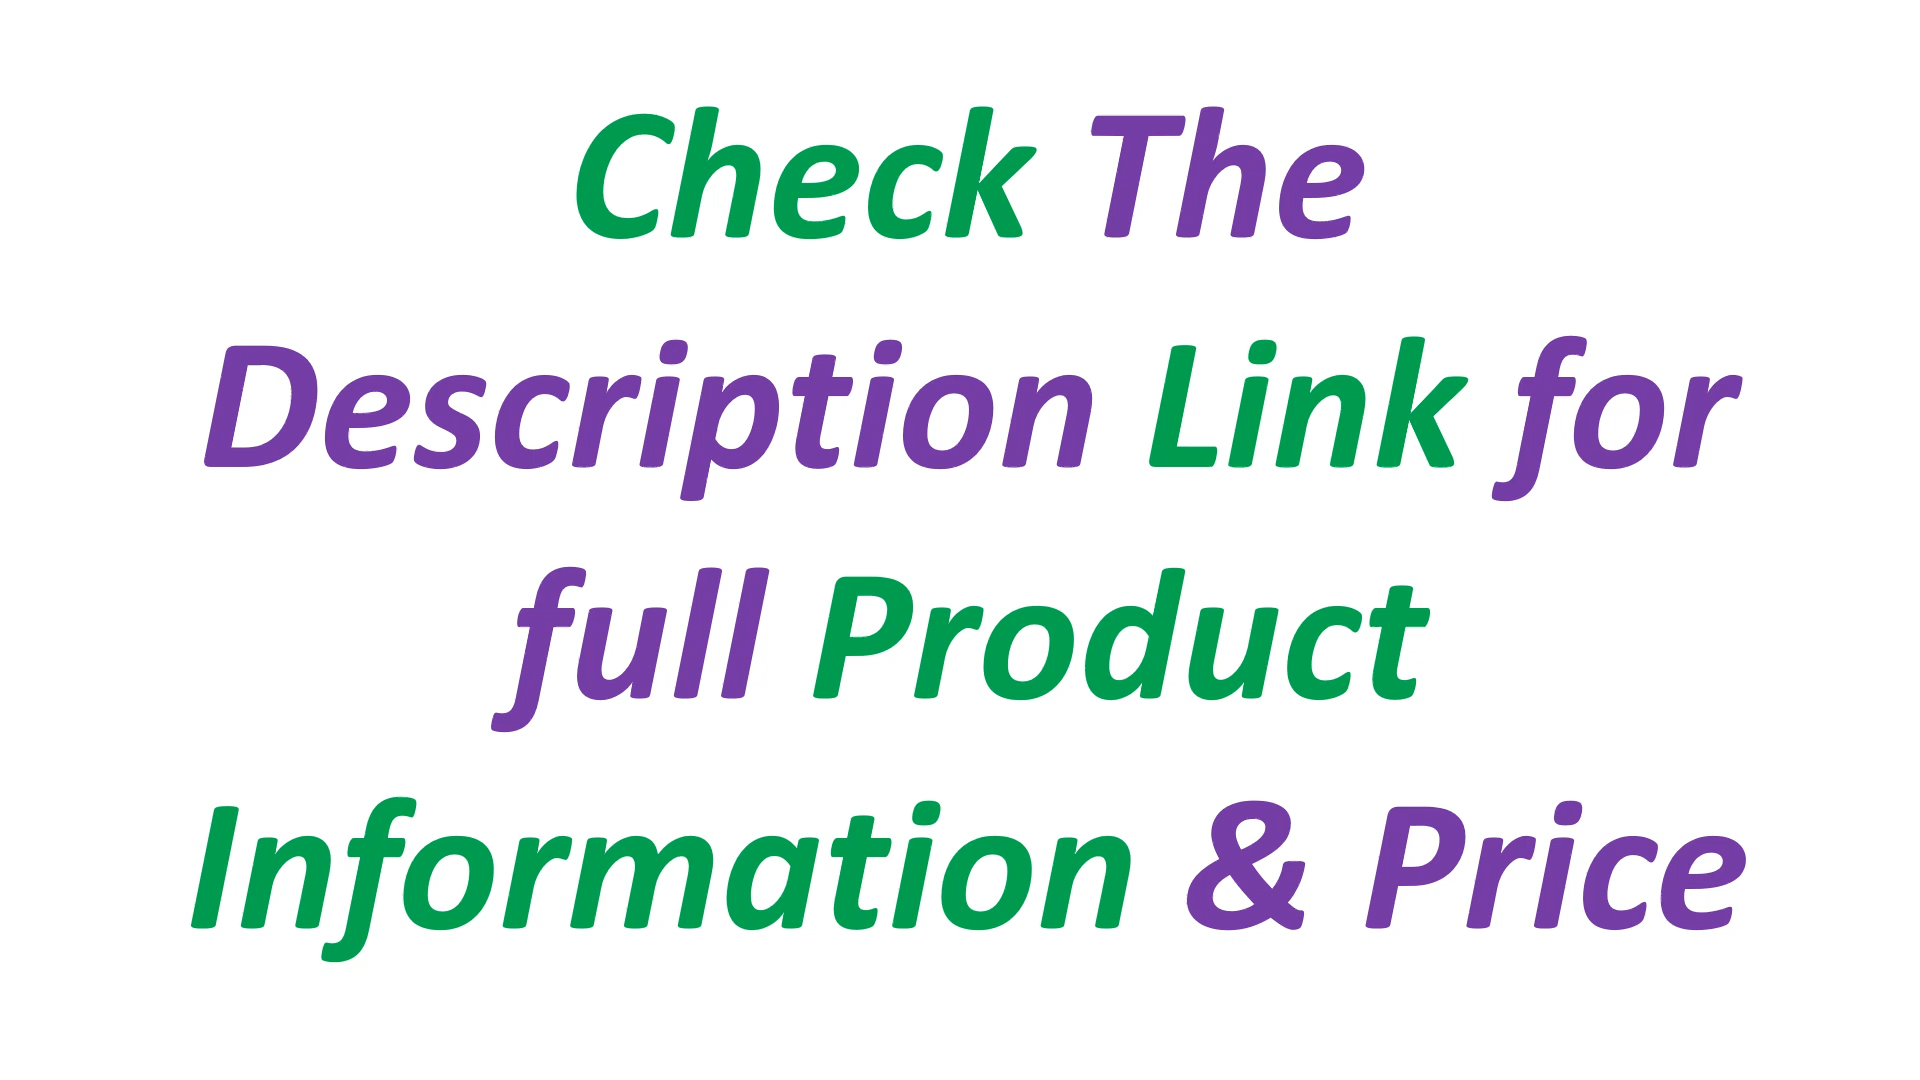 Check The
Description Link for
full Product
Information & Price